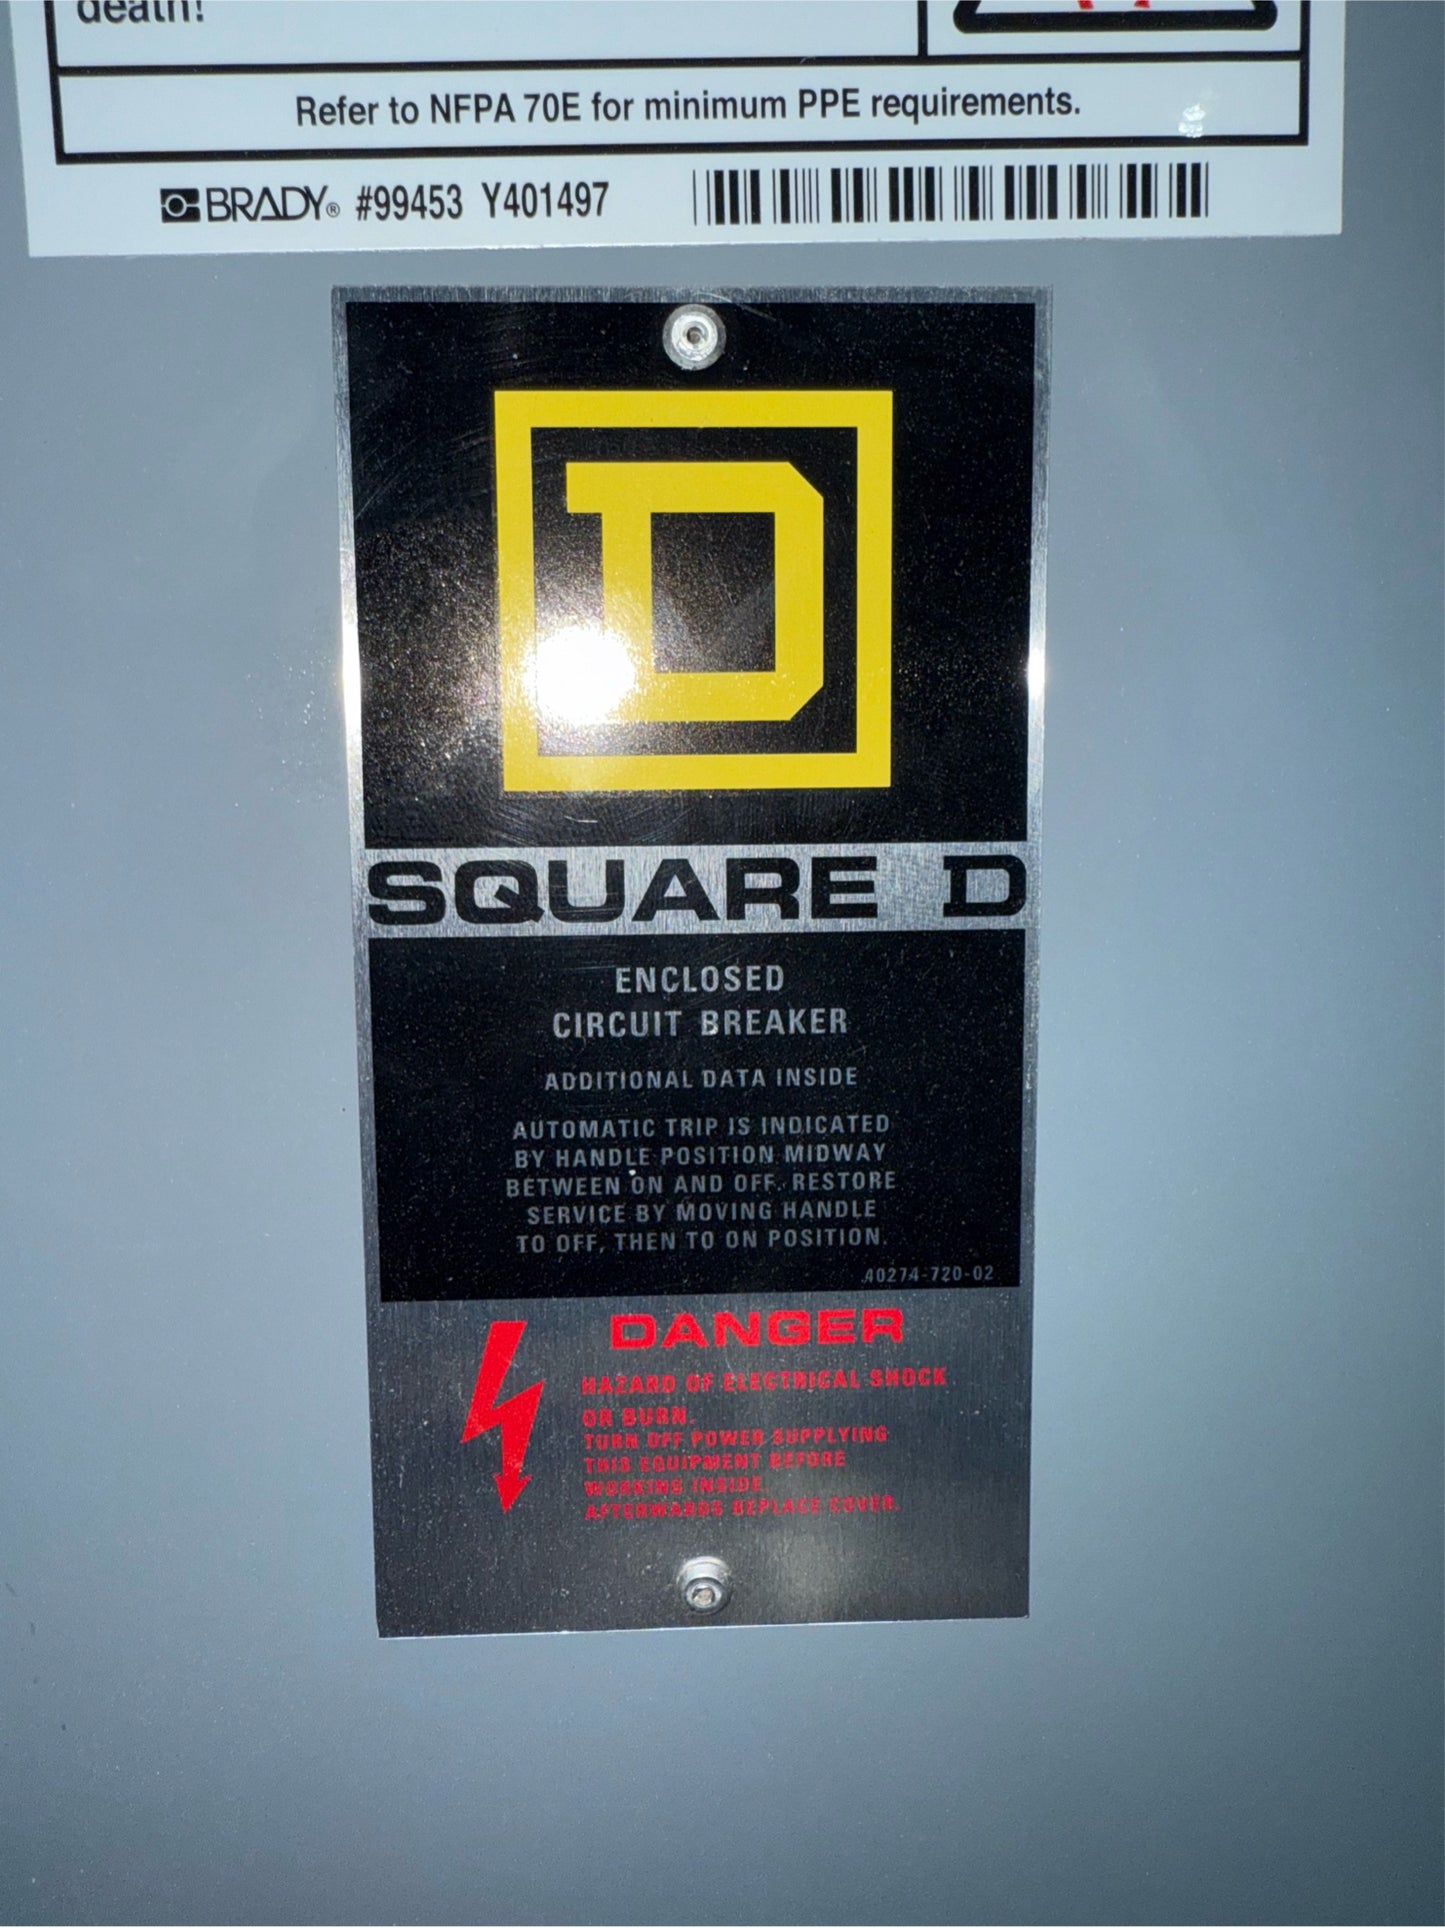 death!
Refer to NFPA 70E for minimum PPE requirements.
BRADY® #99453 Y401497
D
SQUARE D
ENCLOSED
CIRCUIT BREAKER
ADDITIONAL DATA INSIDE
AUTOMATIC TRIP IS INDICATED
BY HANDLE POSITION MIDWAY
BETWEEN ON AND OFF. RESTORE
SERVICE BY MOVING HANDLE
TO OFF, THEN TO ON POSITION.
40274-720-02
DANGER
HAZARD OF ELECTRICAL SHOCK
OR BURN.
TURN OFF POWER SUPPLYING
THIS EQUIPMENT BEFORE
WORKING INSIDE.
AFTERWARDS REPLACE COVER.